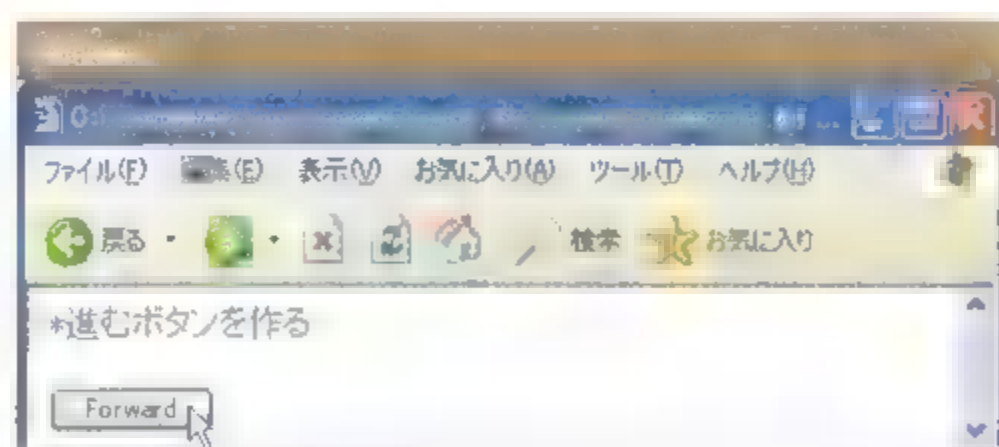 ファイル(F) 集(E) 表示(V) お気に入り(A) ツール(T) ヘルプ(H)
戻る 検索 お気に入り
*進むボタンを作る
Forward